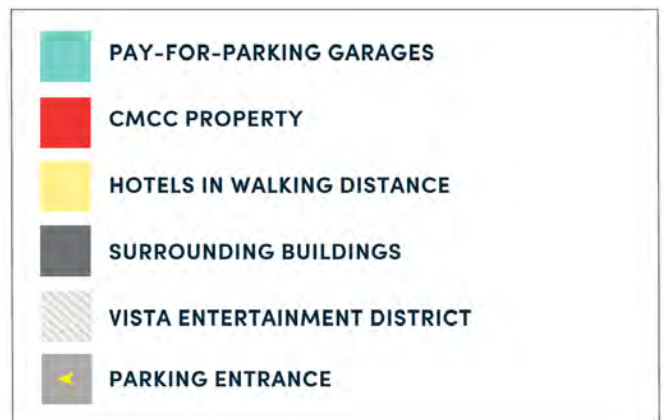 PAY-FOR-PARKING GARAGES
CMCC PROPERTY
HOTELS IN WALKING DISTANCE
SURROUNDING BUILDINGS
VISTA ENTERTAINMENT DISTRICT
PARKING ENTRANCE